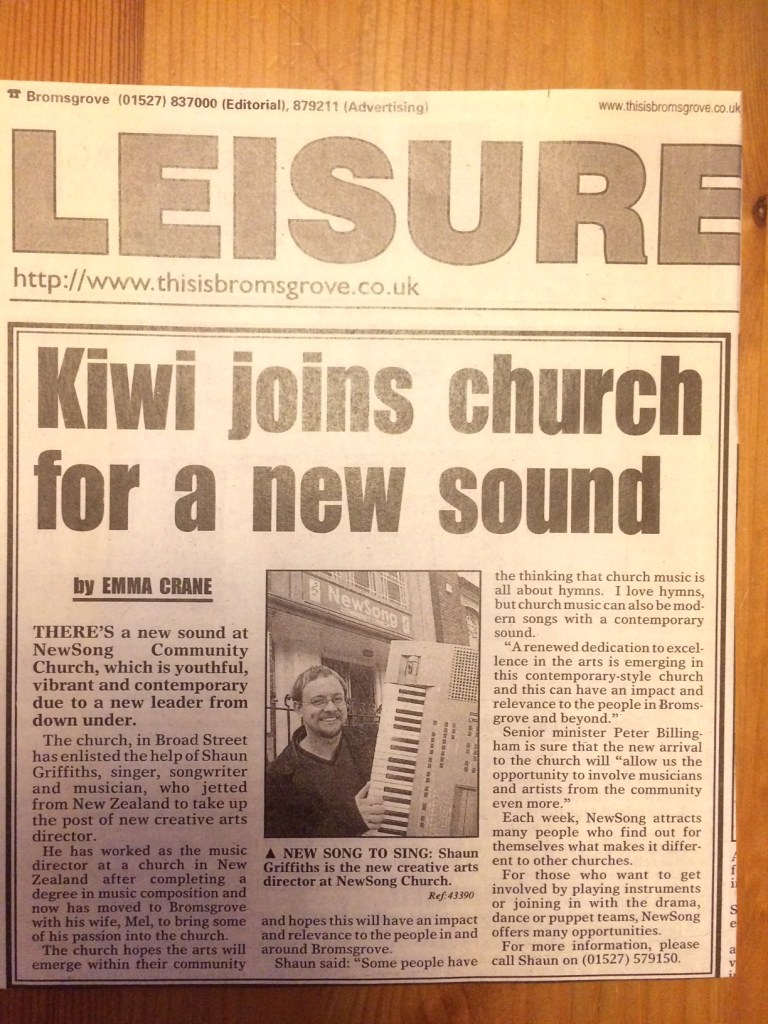 ☎ Bromsgrove (01527) 837000 (Editorial), 879211 (Advertising)
www.thisisbromsgrove.co.uk
LEISURE
http://www.thisisbromsgrove.co.uk
Kiwi joins church
for a new sound
by EMMA CRANE
THERE'S a new sound at
NewSong Community
Church, which is youthful,
vibrant and contemporary
due to a new leader from
down under.
The church, in Broad Street
has enlisted the help of Shaun
Griffiths, singer, songwriter
and musician, who jetted
from New Zealand to take up
the post of new creative arts
director.
He has worked as the music
director at a church in New
Zealand after completing a
degree in music composition and
now has moved to Bromsgrove
with his wife, Mel, to bring some
of his passion into the church.
The church hopes the arts will
emerge within their community
NewSong
▲ NEW SONG TO SING: Shaun
Griffiths is the new creative arts
director at NewSong Church.
Ref:43390
and hopes this will have an impact
and relevance to the people in and
around Bromsgrove.
Shaun said: "Some people have
the thinking that church music is
all about hymns. I love hymns,
but church music can also be mod-
ern songs with a contemporary
sound.
"A renewed dedication to excel-
lence in the arts is emerging in
this contemporary-style church
and this can have an impact and
relevance to the people in Broms-
grove and beyond."
Senior minister Peter Billing-
ham is sure that the new arrival
to the church will "allow us the
opportunity to involve musicians
and artists from the community
even more."
Each week, NewSong attracts
many people who find out for
themselves what makes it differ-
ent to other churches.
For those who want to get
involved by playing instruments
or joining in with the drama,
dance or puppet teams, NewSong
offers many opportunities.
For more information, please
call Shaun on (01527) 579150.